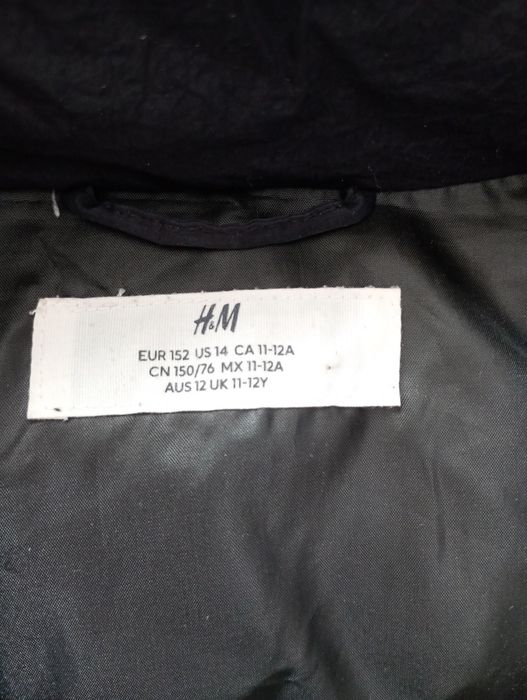 H&M
EUR 152 US 14 CA 11-12A
CN 150/76 MX 11-12A
AUS 12 UK 11-12Y